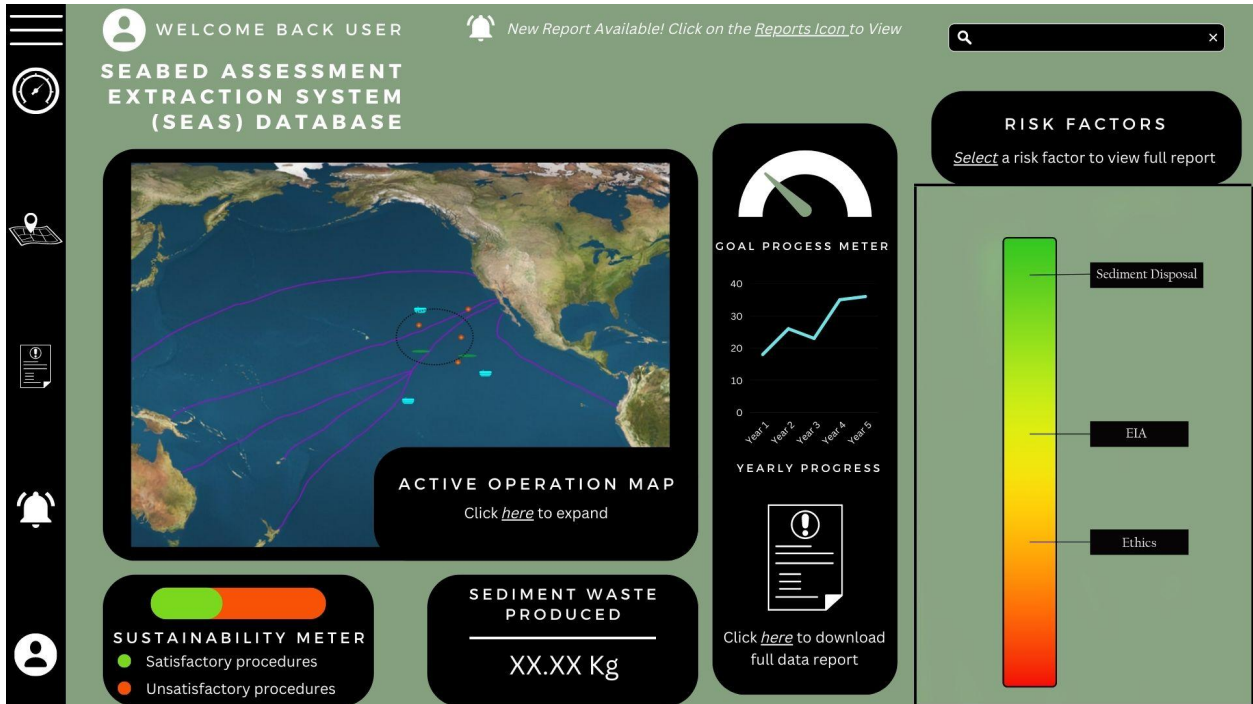 WELCOME BACK USER
New Report Available! Click on the Reports Icon to View
SEABED ASSESSMENT
EXTRACTION SYSTEM
(SEAS) DATABASE
RISK FACTORS
Select a risk factor to view full report
GOAL PROGESS METER
40
30
20
10
0
Year 1
Year 2
Year 3
Year 4
Year 5
YEARLY PROGRESS
Click here to download
full data report
Sediment Disposal
EIA
Ethics
ACTIVE OPERATION MAP
Click here to expand
SUSTAINABILITY METER
Satisfactory procedures
Unsatisfactory procedures
SEDIMENT WASTE
PRODUCED
XX.XX Kg